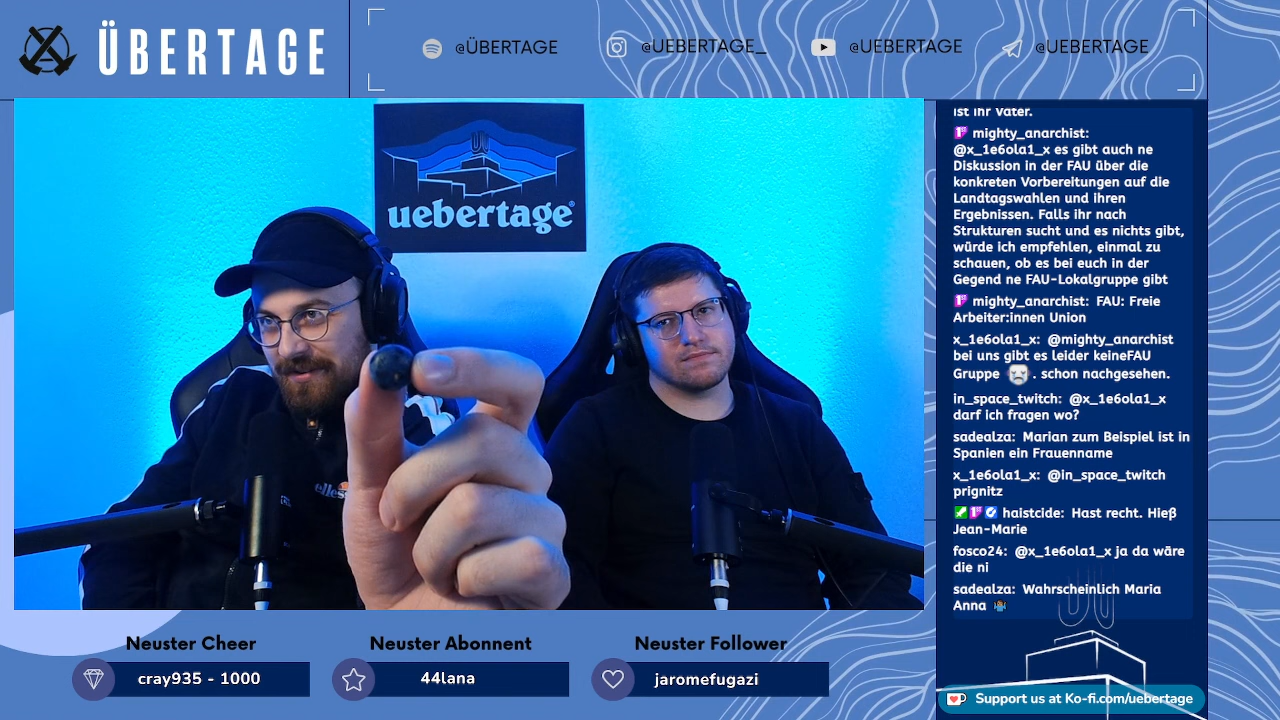 ÜBERTAGE
@ÜBERTAGE
@UEBERTAGE_
@UEBERTAGE
@UEBERTAGE
uebertage®
ellesse
ist ihr Vater.
mighty_anarchist:
@x_1e6ola1_x es gibt auch ne
Diskussion in der FAU über die
konkreten Vorbereitungen auf die
Landtagswahlen und ihren
Ergebnissen. Falls ihr nach
Strukturen sucht und es nichts gibt,
würde ich empfehlen, einmal zu
schauen, ob es bei euch in der
Gegend ne FAU-Lokalgruppe gibt
mighty_anarchist: FAU: Freie
Arbeiter:innen Union
x_1e6ola1_x: @mighty_anarchist
bei uns gibt es leider keineFAU
Gruppe . schon nachgesehen.
in_space_twitch: @x_1e6ola1_x
darf ich fragen wo?
sadealza: Marian zum Beispiel ist in
Spanien ein Frauenname
x_1e6ola1_x: @in_space_twitch
prignitz
haistcide: Hast recht. Hieß
Jean-Marie
fosco24: @x_1e6ola1_x ja da wäre
die ni
sadealza: Wahrscheinlich Maria
Anna
Neuster Cheer
cray935 - 1000
Neuster Abonnent
44lana
Neuster Follower
jaromefugazi
Support us at Ko-fi.com/uebertage